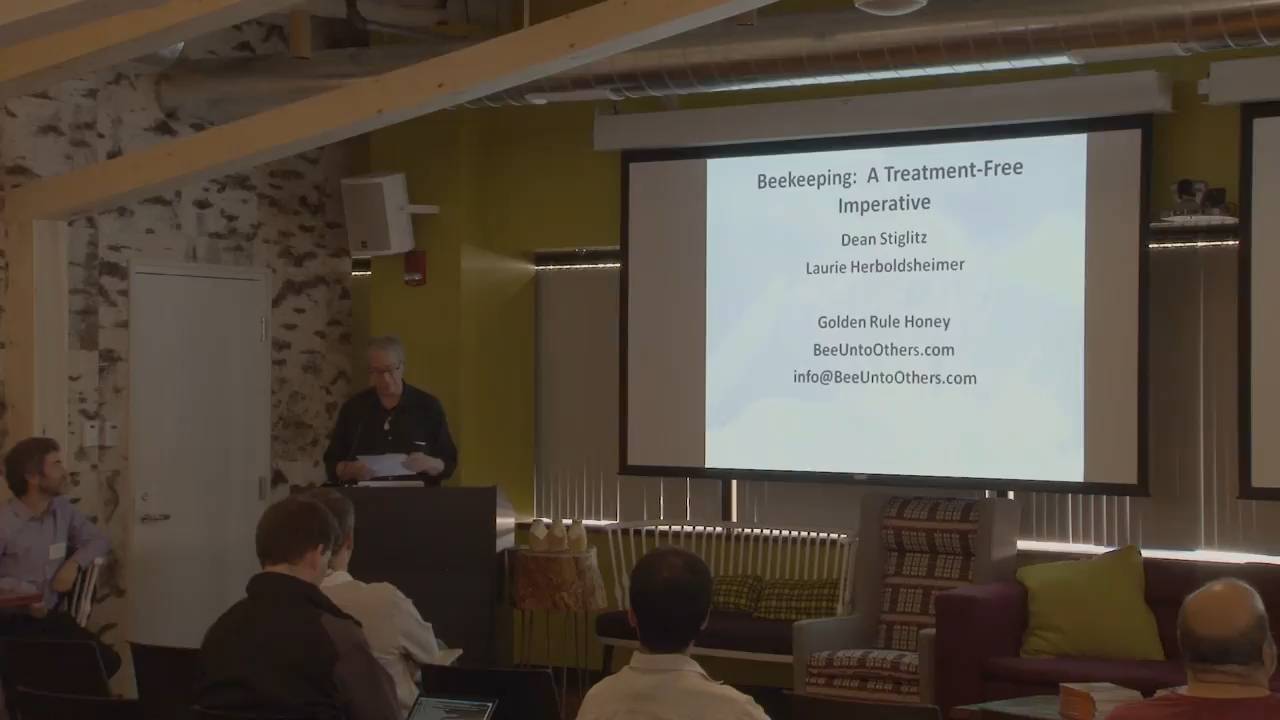 Beekeeping: A Treatment-Free
Imperative
Dean Stiglitz
Laurie Herboldsheimer
Golden Rule Honey
BeeUntoOthers.com
info@BeeUntoOthers.com